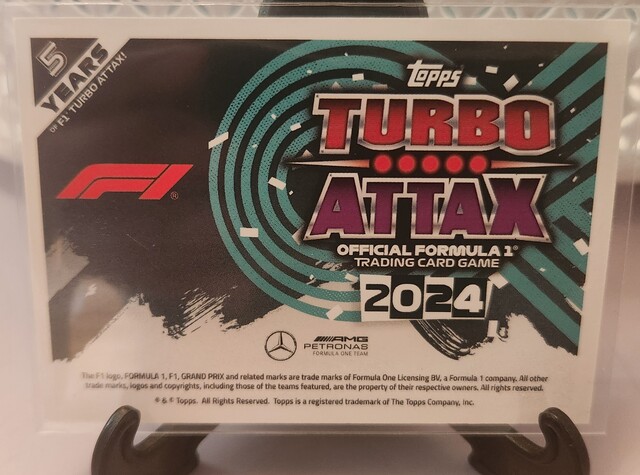 5
YEARS
OF F1 TURBO ATTAX!
F1®
Topps
TURBO
ATTAX
OFFICIAL FORMULA 1®
TRADING CARD GAME
2024
AMG
PETRONAS
FORMULA ONE TEAM
The F1 logo, FORMULA 1, F1, GRAND PRIX and related marks are trade marks of Formula One Licensing BV, a Formula 1 company. All other
trade marks, logos and copyrights, including those of the teams featured, are the property of their respective owners. All rights reserved.
® & © Topps. All Rights Reserved. Topps is a registered trademark of The Topps Company, Inc.